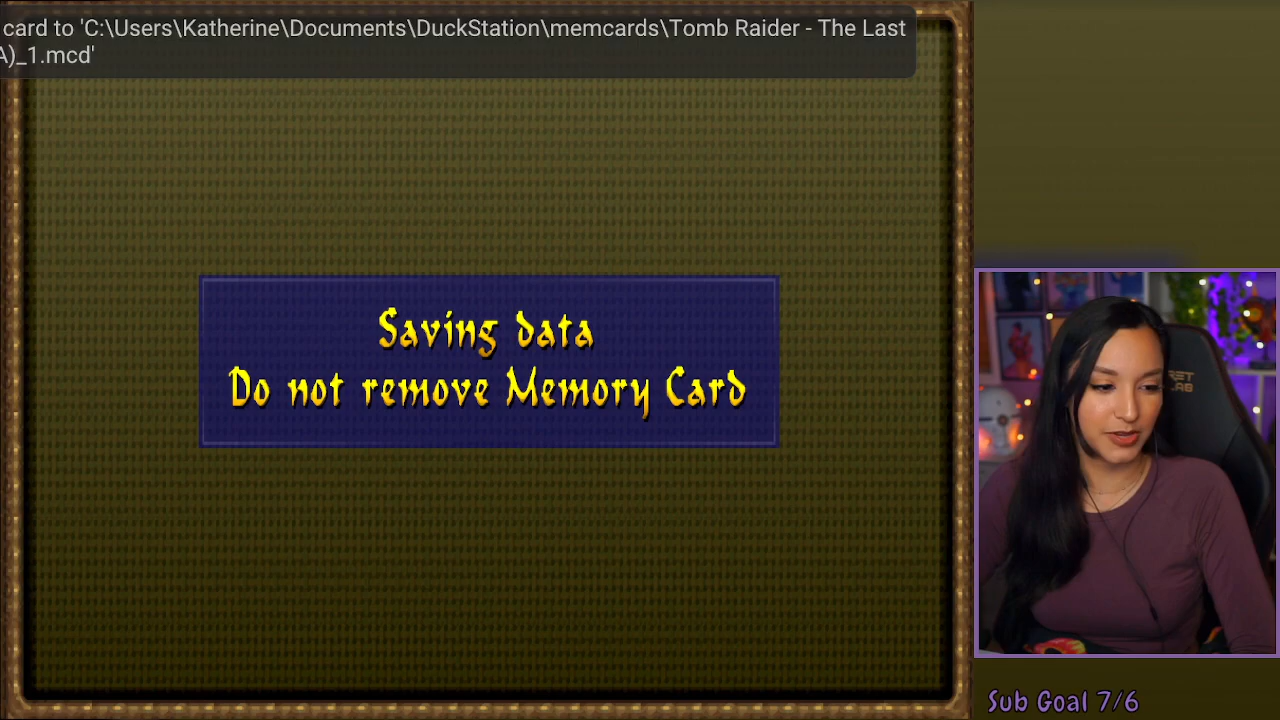 card to 'C:\Users\Katherine\Documents\DuckStation\memcards\Tomb Raider - The Last
A)_1.mcd'
Saving data
Do not remove Memory Card
LAB
Sub Goal 7/6